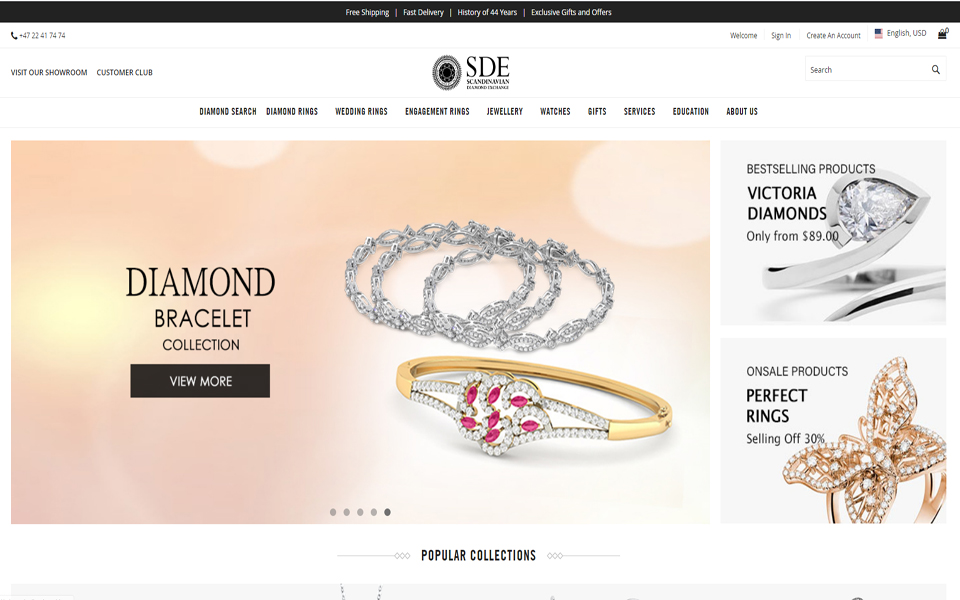 Free Shipping | Fast Delivery | History of 44 Years | Exclusive Gifts and Offers
+47 22 41 74 74
Welcome
Sign In
Create An Account
English, USD
0
VISIT OUR SHOWROOM
CUSTOMER CLUB
SDE
SCANDINAVIAN
DIAMOND EXCHANGE
Search
DIAMOND SEARCH DIAMOND RINGS WEDDING RINGS ENGAGEMENT RINGS JEWELLERY WATCHES GIFTS SERVICES EDUCATION ABOUT US
DIAMOND
BRACELET
COLLECTION
VIEW MORE
BESTSELLING PRODUCTS
VICTORIA
DIAMONDS
Only from $89.00
ONSALE PRODUCTS
PERFECT
RINGS
Selling Off 30%
POPULAR COLLECTIONS